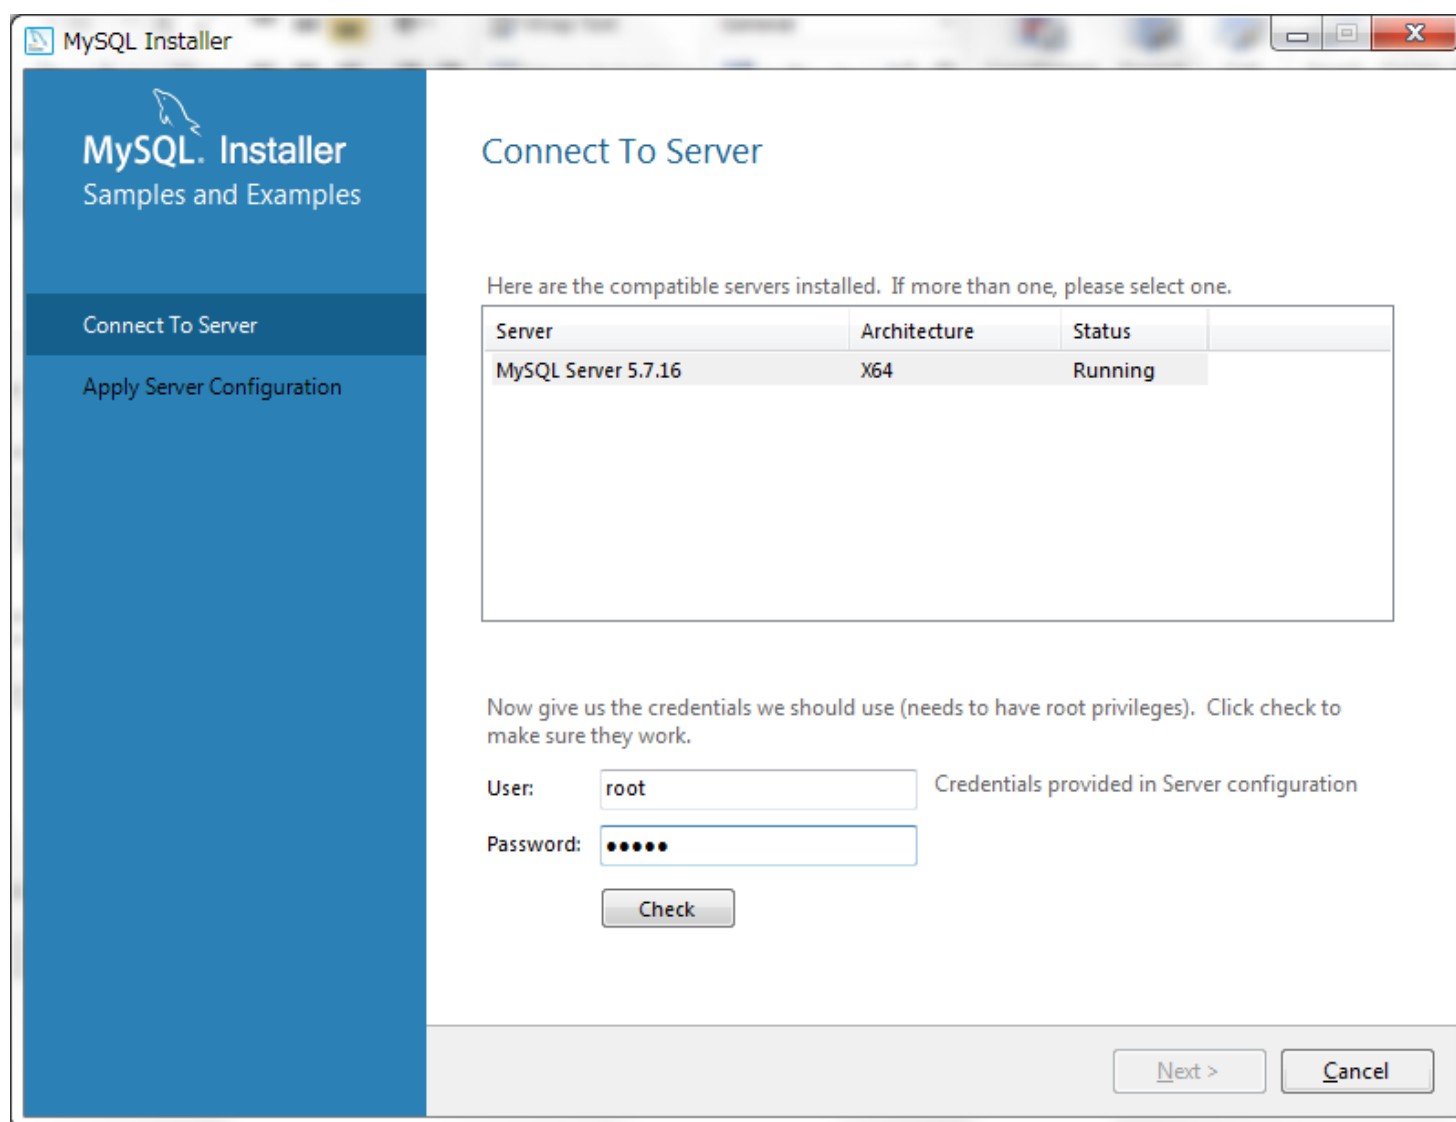 MySQL Installer
MySQL. Installer
Samples and Examples
Connect To Server
Apply Server Configuration
Connect To Server
Here are the compatible servers installed. If more than one, please select one.
Server Architecture Status
MySQL Server 5.7.16 X64 Running
Now give us the credentials we should use (needs to have root privileges). Click check to
make sure they work.
User: root Credentials provided in Server configuration
Password: •••••
Check
Next > Cancel